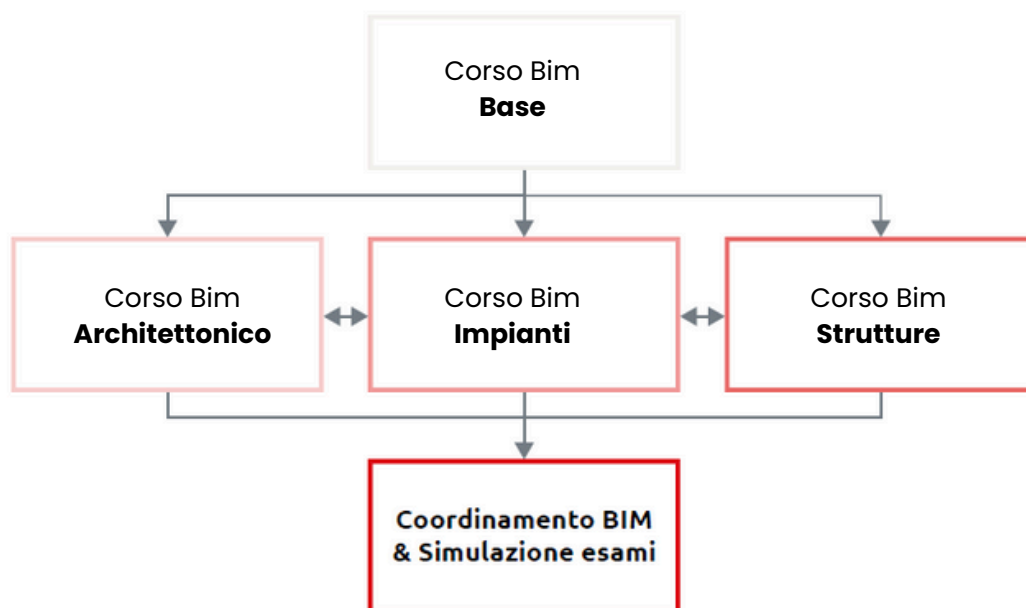 Corso Bim
Base
Corso Bim
Architettonico
Corso Bim
Impianti
Corso Bim
Strutture
Coordinamento BIM
& Simulazione esami